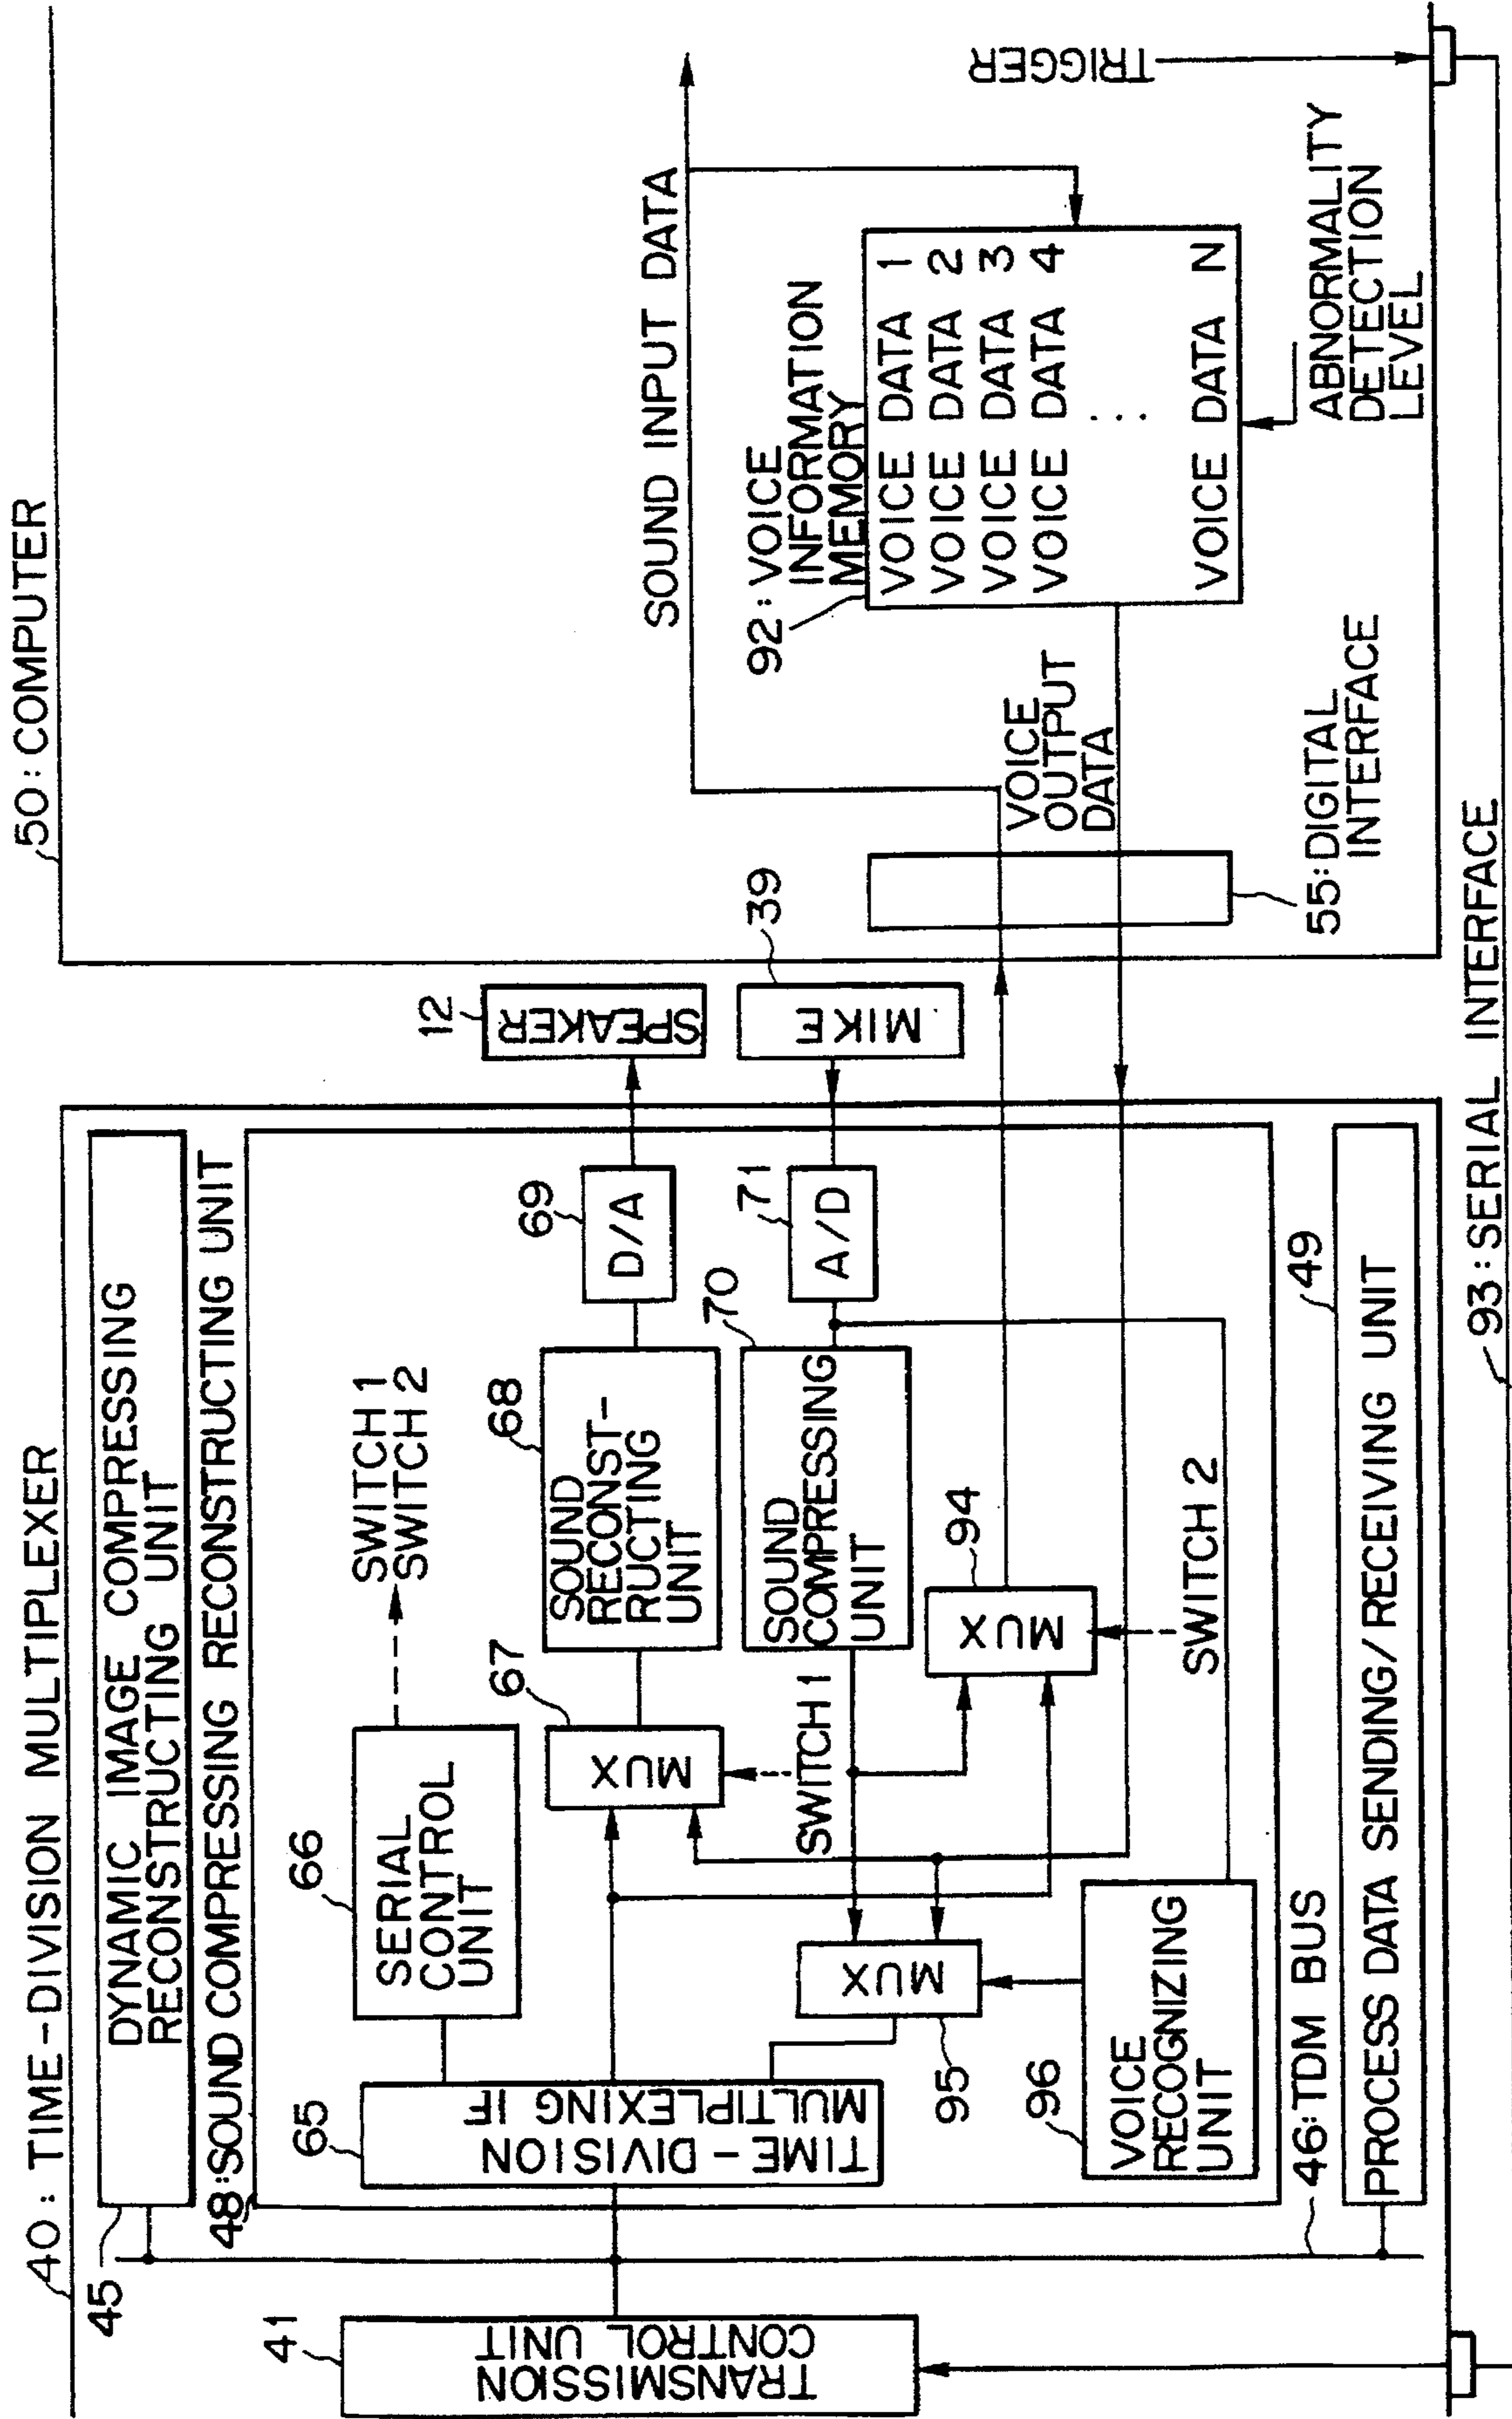 40: TIME-DIVISION MULTIPLEXER
45
DYNAMIC IMAGE COMPRESSING
RECONSTRUCTING UNIT
48: SOUND COMPRESSING RECONSTRUCTING UNIT
41
TRANSMISSION
CONTROL UNIT
65
TIME-DIVISION
MULTIPLEXING IF
66
SERIAL
CONTROL
UNIT
SWITCH 1
SWITCH 2
67
MUX
SWITCH 1
68
SOUND
RECONST-
RUCTING
UNIT
69
D/A
12
SPEAKER
70
SOUND
COMPRESSING
UNIT
71
A/D
39
MIKE
94
MUX
SWITCH 2
95
MUX
96
VOICE
RECOGNIZING
UNIT
46: TDM BUS
49
PROCESS DATA SENDING/RECEIVING UNIT
93: SERIAL INTERFACE
50: COMPUTER
SOUND INPUT DATA
92: VOICE
INFORMATION
MEMORY
VOICE DATA 1
VOICE DATA 2
VOICE DATA 3
VOICE DATA 4
...
VOICE DATA N
VOICE
OUTPUT
DATA
55: DIGITAL
INTERFACE
ABNORMALITY
DETECTION
LEVEL
TRIGGER